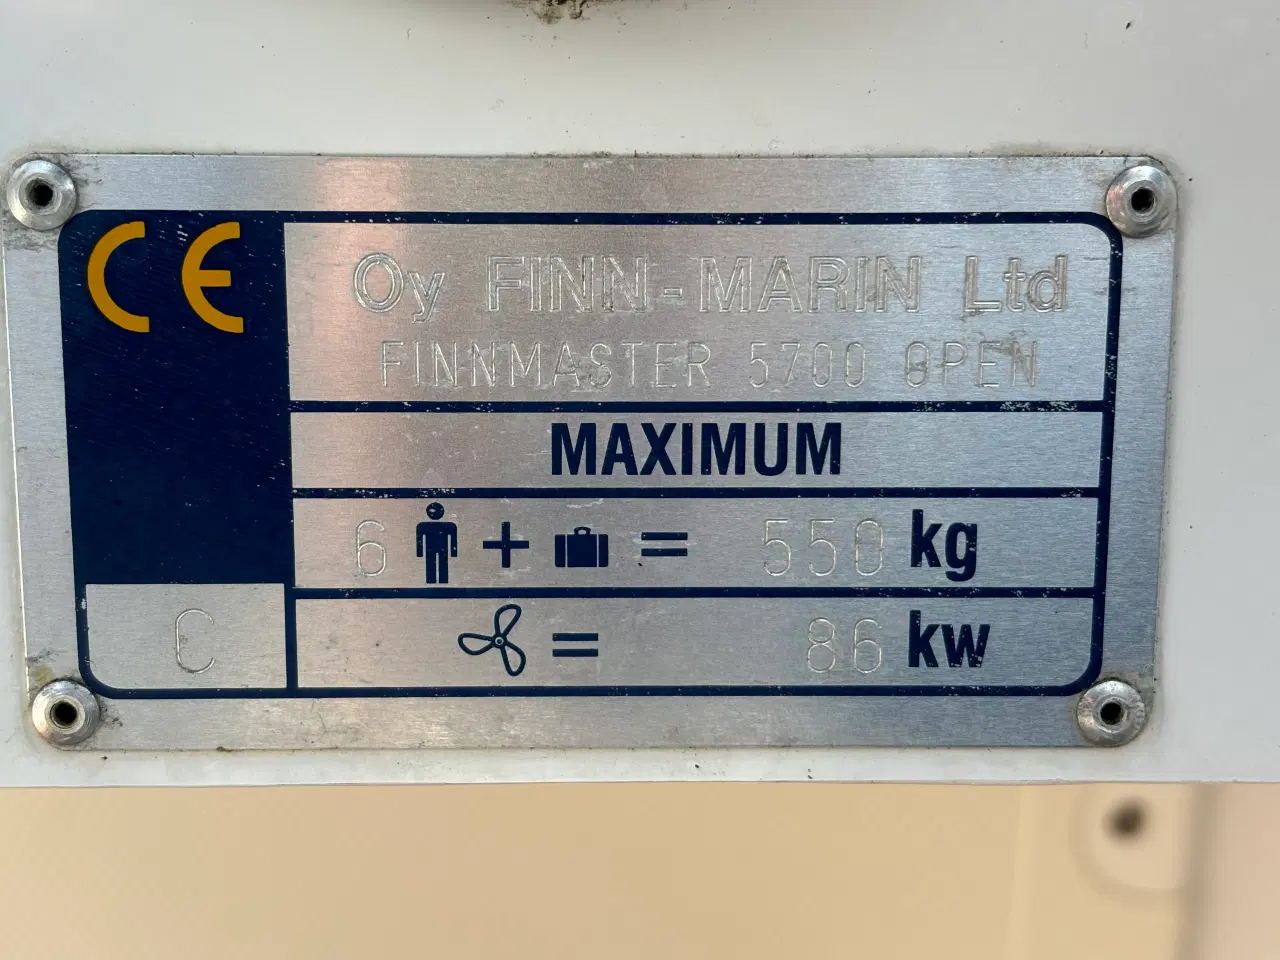 CE
Oy FINN-MARIN Ltd
FINNMASTER 5700 OPEN
MAXIMUM
6 + = 550 kg
C
= 86 kw